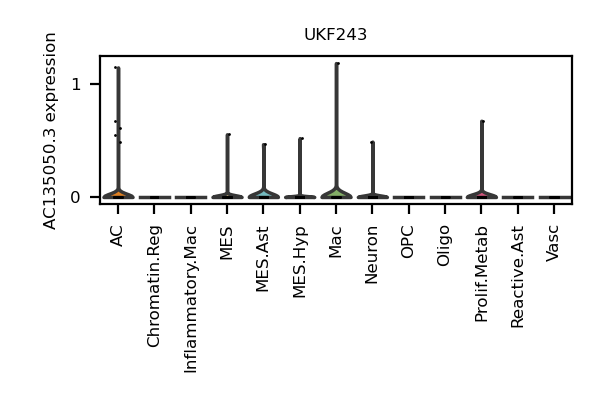 UKF243
AC135050.3 expression
1
0
AC
Chromatin.Reg
Inflammatory.Mac
MES
MES.Ast
MES.Hyp
Mac
Neuron
OPC
Oligo
Prolif.Metab
Reactive.Ast
Vasc